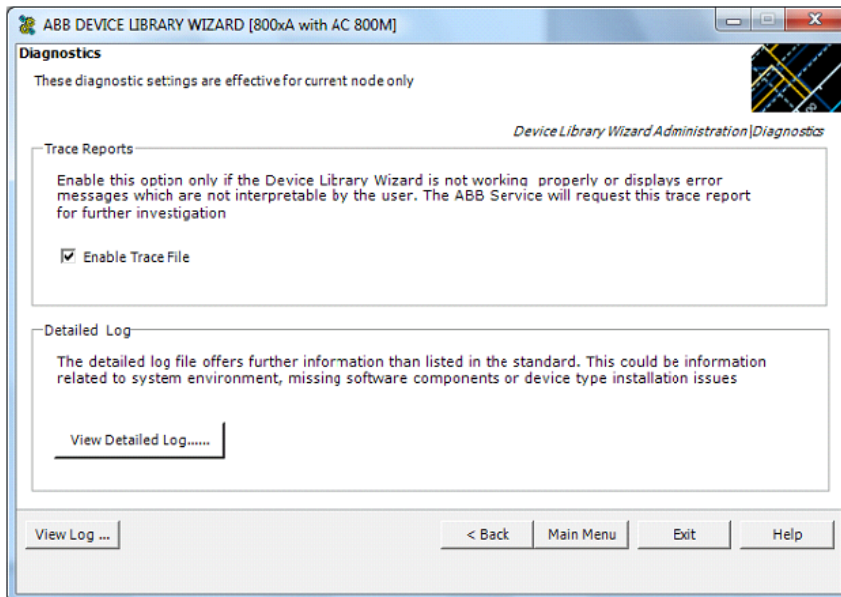 ABB DEVICE LIBRARY WIZARD [800xA with AC 800M]
Diagnostics
These diagnostic settings are effective for current node only
Device Library Wizard Administration|Diagnostics
Trace Reports
Enable this option only if the Device Library Wizard is not working properly or displays error
messages which are not interpretable by the user. The ABB Service will request this trace report
for further investigation
Enable Trace File
Detailed Log
The detailed log file offers further information than listed in the standard. This could be information
related to system environment, missing software components or device type installation issues
View Detailed Log......
View Log ...
< Back
Main Menu
Exit
Help